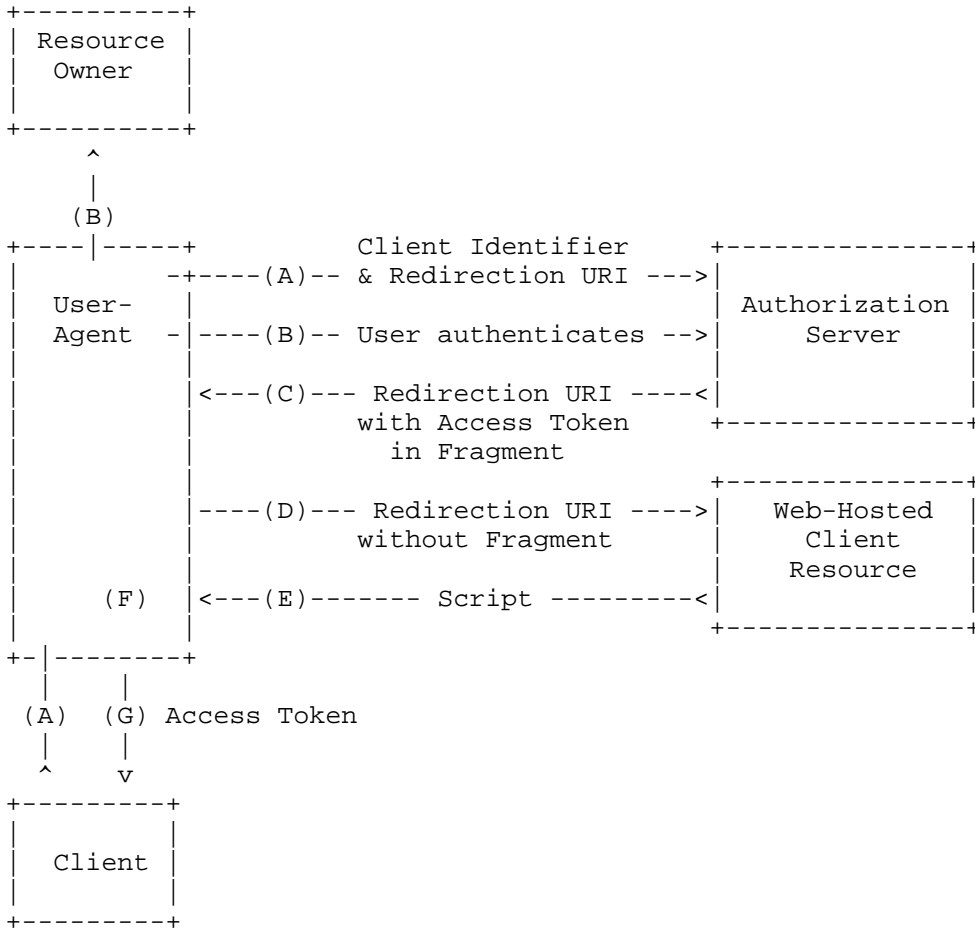 +----------+
| Resource |
|  Owner   |
|          |
+----------+
     ^
     |
    (B)
+----|-----+          Client Identifier     +---------------+
|         -+----(A)-- & Redirection URI --->|               |
|  User-   |                                | Authorization |
|  Agent  -|----(B)-- User authenticates -->|     Server    |
|          |                                |               |
|          |<---(C)--- Redirection URI ----<|               |
|          |          with Access Token     +---------------+
|          |            in Fragment
|          |                                +---------------+
|          |----(D)--- Redirection URI ---->|   Web-Hosted  |
|          |          without Fragment      |     Client    |
|          |                                |    Resource   |
|     (F)  |<---(E)------- Script ---------<|               |
|          |                                +---------------+
+-|--------+
  |    |
 (A)  (G) Access Token
  |    |
  ^    v
+---------+
|         |
|  Client |
|         |
+---------+